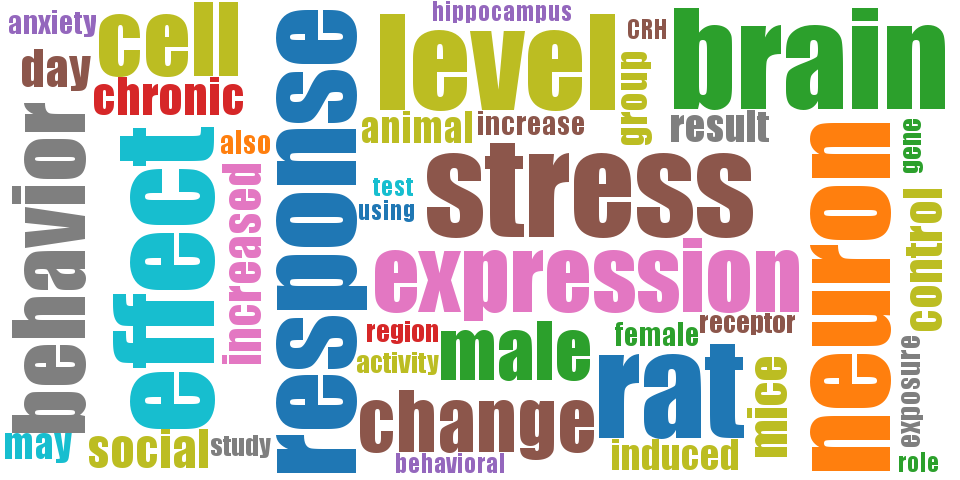 anxiety
cell
day
chronic
behavior
effect
also
increased
may
social
study
response
hippocampus
level
CRH
group
brain
animal
increase
result
stress
test
using
expression
neuron
gene
control
region
male
female
receptor
activity
rat
mice
exposure
change
behavioral
induced
role